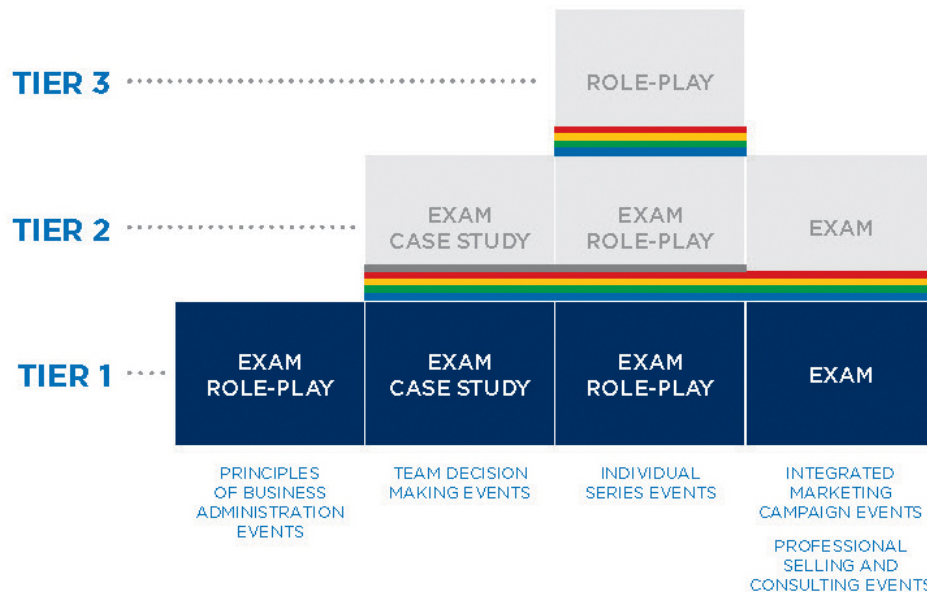 TIER 3
ROLE-PLAY
TIER 2
EXAM
CASE STUDY
EXAM
ROLE-PLAY
EXAM
TIER 1
EXAM
ROLE-PLAY
EXAM
CASE STUDY
EXAM
ROLE-PLAY
EXAM
PRINCIPLES
OF BUSINESS
ADMINISTRATION
EVENTS
TEAM DECISION
MAKING EVENTS
INDIVIDUAL
SERIES EVENTS
INTEGRATED
MARKETING
CAMPAIGN EVENTS
PROFESSIONAL
SELLING AND
CONSULTING EVENTS